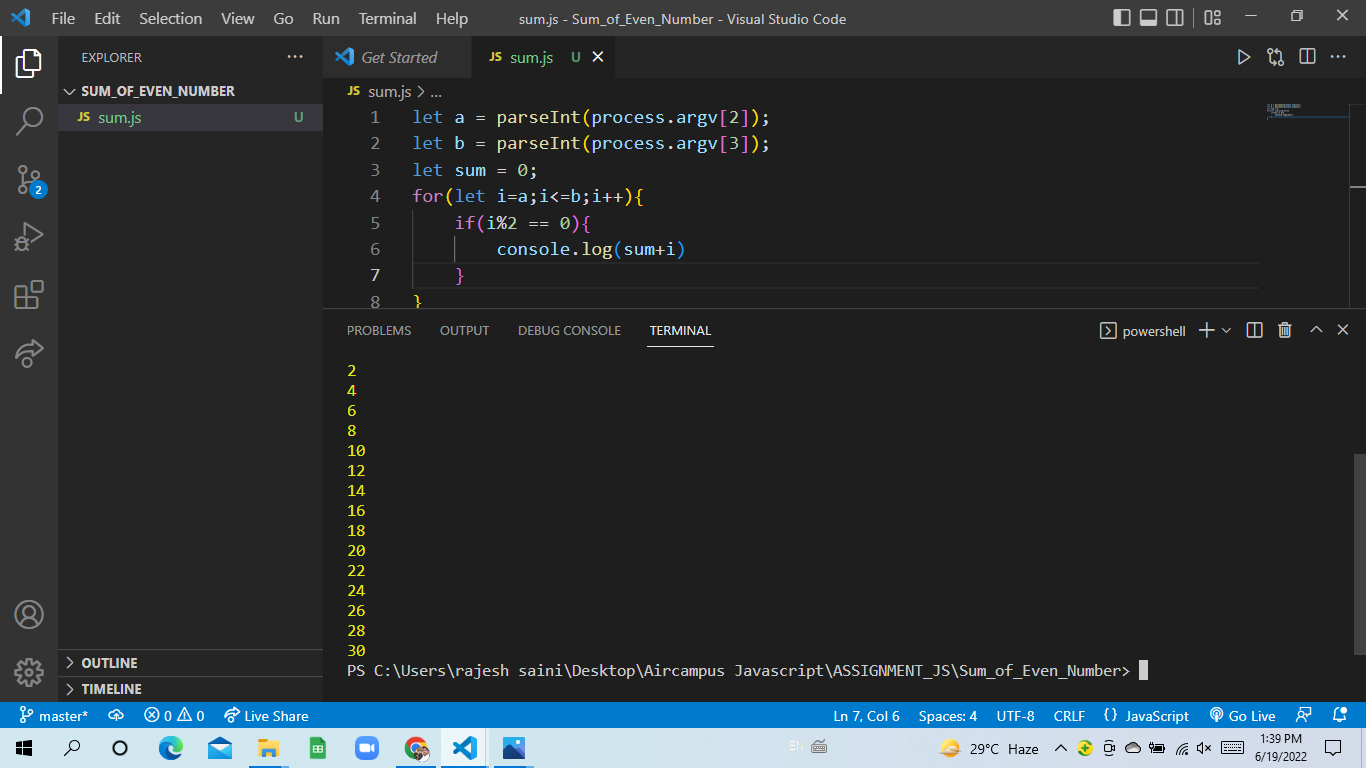 File Edit Selection View Go Run Terminal Help sum.js - Sum_of_Even_Number - Visual Studio Code
EXPLORER
SUM_OF_EVEN_NUMBER
JS sum.js U
2
OUTLINE
TIMELINE
Get Started JS sum.js U
JS sum.js > ...
1 let a = parseInt(process.argv[2]);
2 let b = parseInt(process.argv[3]);
3 let sum = 0;
4 for(let i=a;i<=b;i++){
5 if(i%2 == 0){
6 console.log(sum+i)
7 }
8 }
PROBLEMS OUTPUT DEBUG CONSOLE TERMINAL powershell
2
4
6
8
10
12
14
16
18
20
22
24
26
28
30
PS C:\Users\rajesh saini\Desktop\Aircampus Javascript\ASSIGNMENT_JS\Sum_of_Even_Number>
master* 0 0 Live Share Ln 7, Col 6 Spaces: 4 UTF-8 CRLF {} JavaScript Go Live
EN 29°C Haze 1:39 PM
6/19/2022